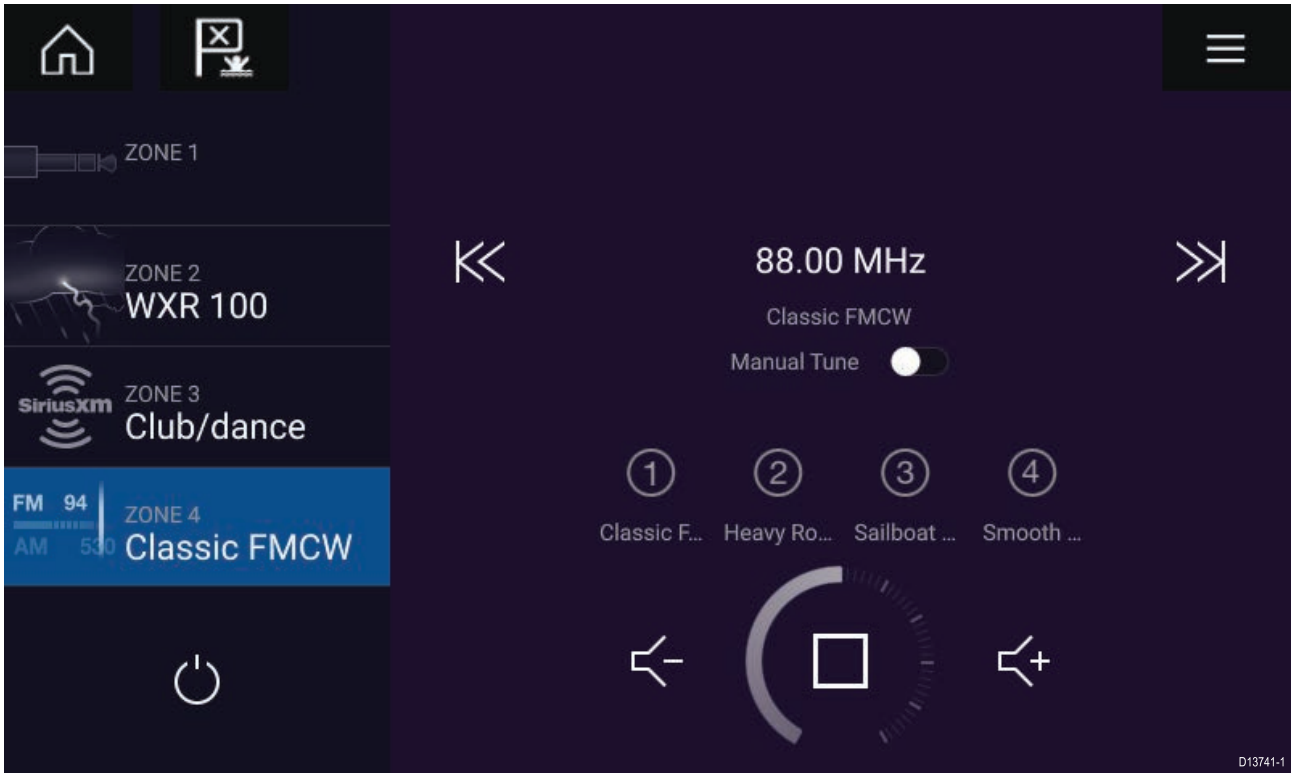 ZONE 1
ZONE 2
WXR 100
SiriusXM
ZONE 3
Club/dance
FM 94
AM 530
ZONE 4
Classic FMCW
88.00 MHz
Classic FMCW
Manual Tune
1 2 3 4
Classic F... Heavy Ro... Sailboat ... Smooth ...
D13741-1